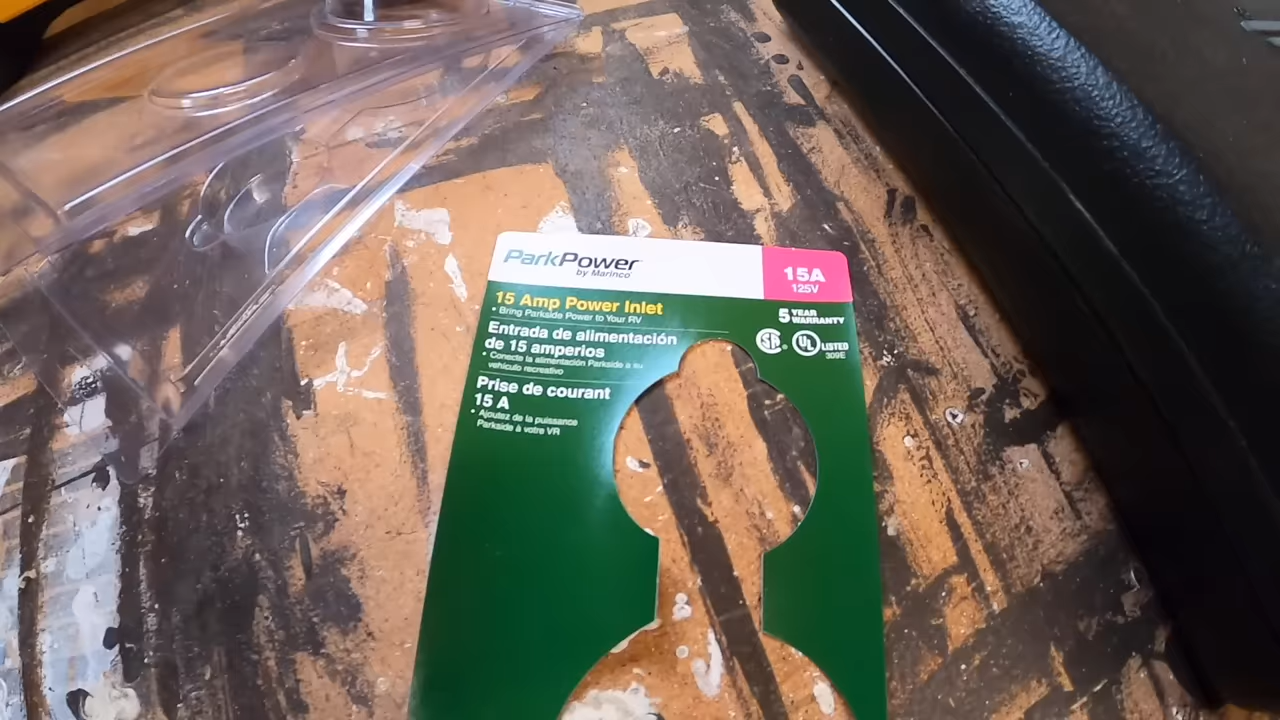 ParkPower
by Marinco
15A
125V
15 Amp Power Inlet
• Bring Parkside Power to Your RV
5 YEAR
WARRANTY
Entrada de alimentación
de 15 amperios
• Conecte la alimentación Parkside a su
vehículo recreativo
SA
UL LISTED
309E
Prise de courant
15 A
• Ajoutez de la puissance
Parkside à votre VR